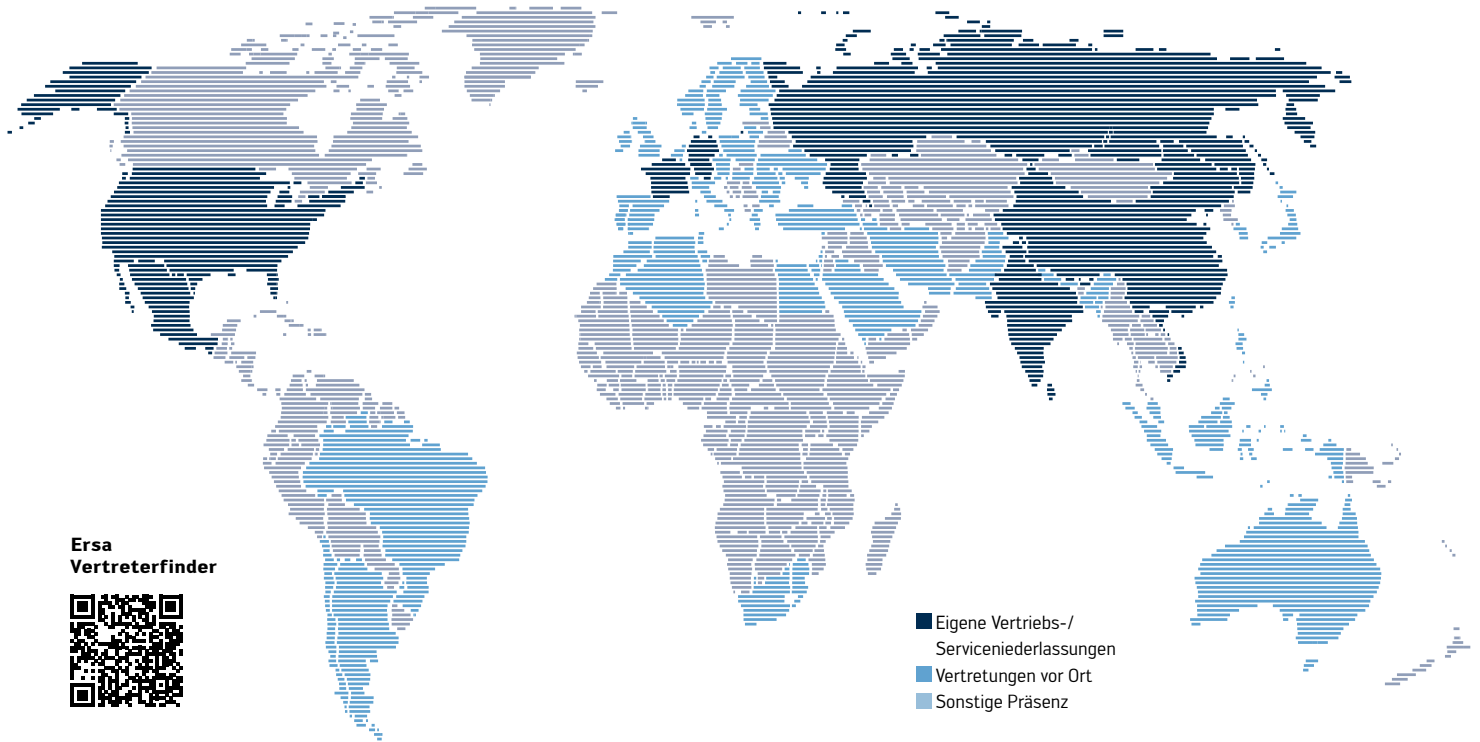 Ersa
Vertreterfinder
Eigene Vertriebs-/
Serviceniederlassungen
Vertretungen vor Ort
Sonstige Präsenz